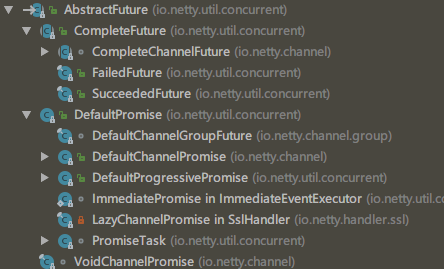 AbstractFuture (io.netty.util.concurrent)
CompleteFuture (io.netty.util.concurrent)
CompleteChannelFuture (io.netty.channel)
FailedFuture (io.netty.util.concurrent)
SucceededFuture (io.netty.util.concurrent)
DefaultPromise (io.netty.util.concurrent)
DefaultChannelGroupFuture (io.netty.channel.group)
DefaultChannelPromise (io.netty.channel)
DefaultProgressivePromise (io.netty.util.concurrent)
ImmediatePromise in ImmediateEventExecutor (io.netty.util.co
LazyChannelPromise in SslHandler (io.netty.handler.ssl)
PromiseTask (io.netty.util.concurrent)
VoidChannelPromise (io.netty.channel)